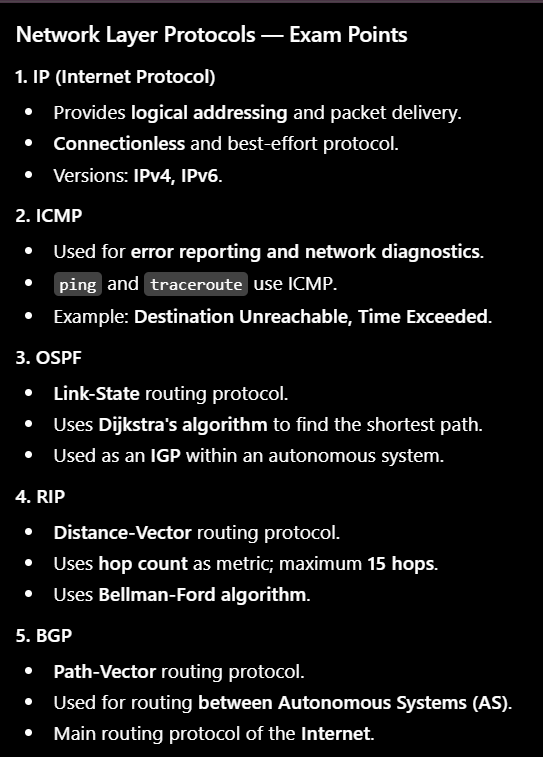 Network Layer Protocols — Exam Points
1. IP (Internet Protocol)
• Provides logical addressing and packet delivery.
• Connectionless and best-effort protocol.
• Versions: IPv4, IPv6.
2. ICMP
• Used for error reporting and network diagnostics.
• ping and traceroute use ICMP.
• Example: Destination Unreachable, Time Exceeded.
3. OSPF
• Link-State routing protocol.
• Uses Dijkstra's algorithm to find the shortest path.
• Used as an IGP within an autonomous system.
4. RIP
• Distance-Vector routing protocol.
• Uses hop count as metric; maximum 15 hops.
• Uses Bellman-Ford algorithm.
5. BGP
• Path-Vector routing protocol.
• Used for routing between Autonomous Systems (AS).
• Main routing protocol of the Internet.